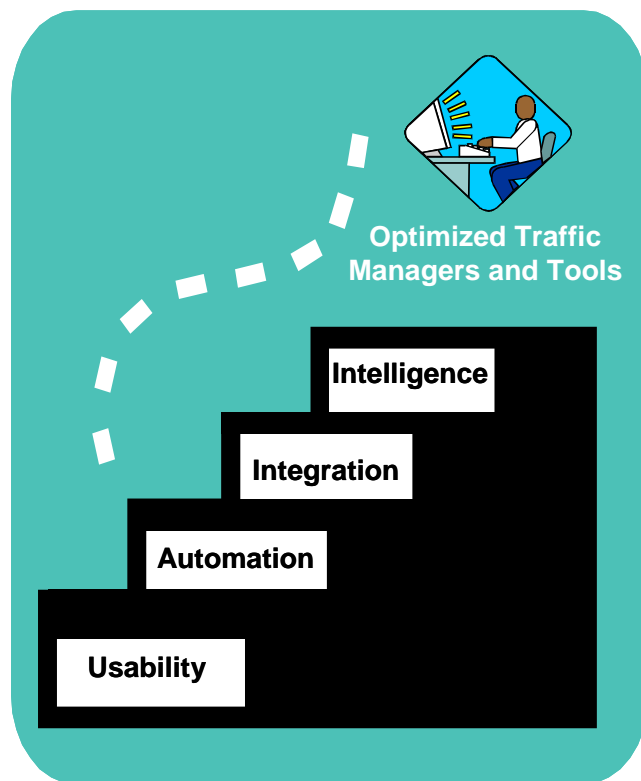 Optimized Traffic
Managers and Tools
Intelligence
Integration
Automation
Usability